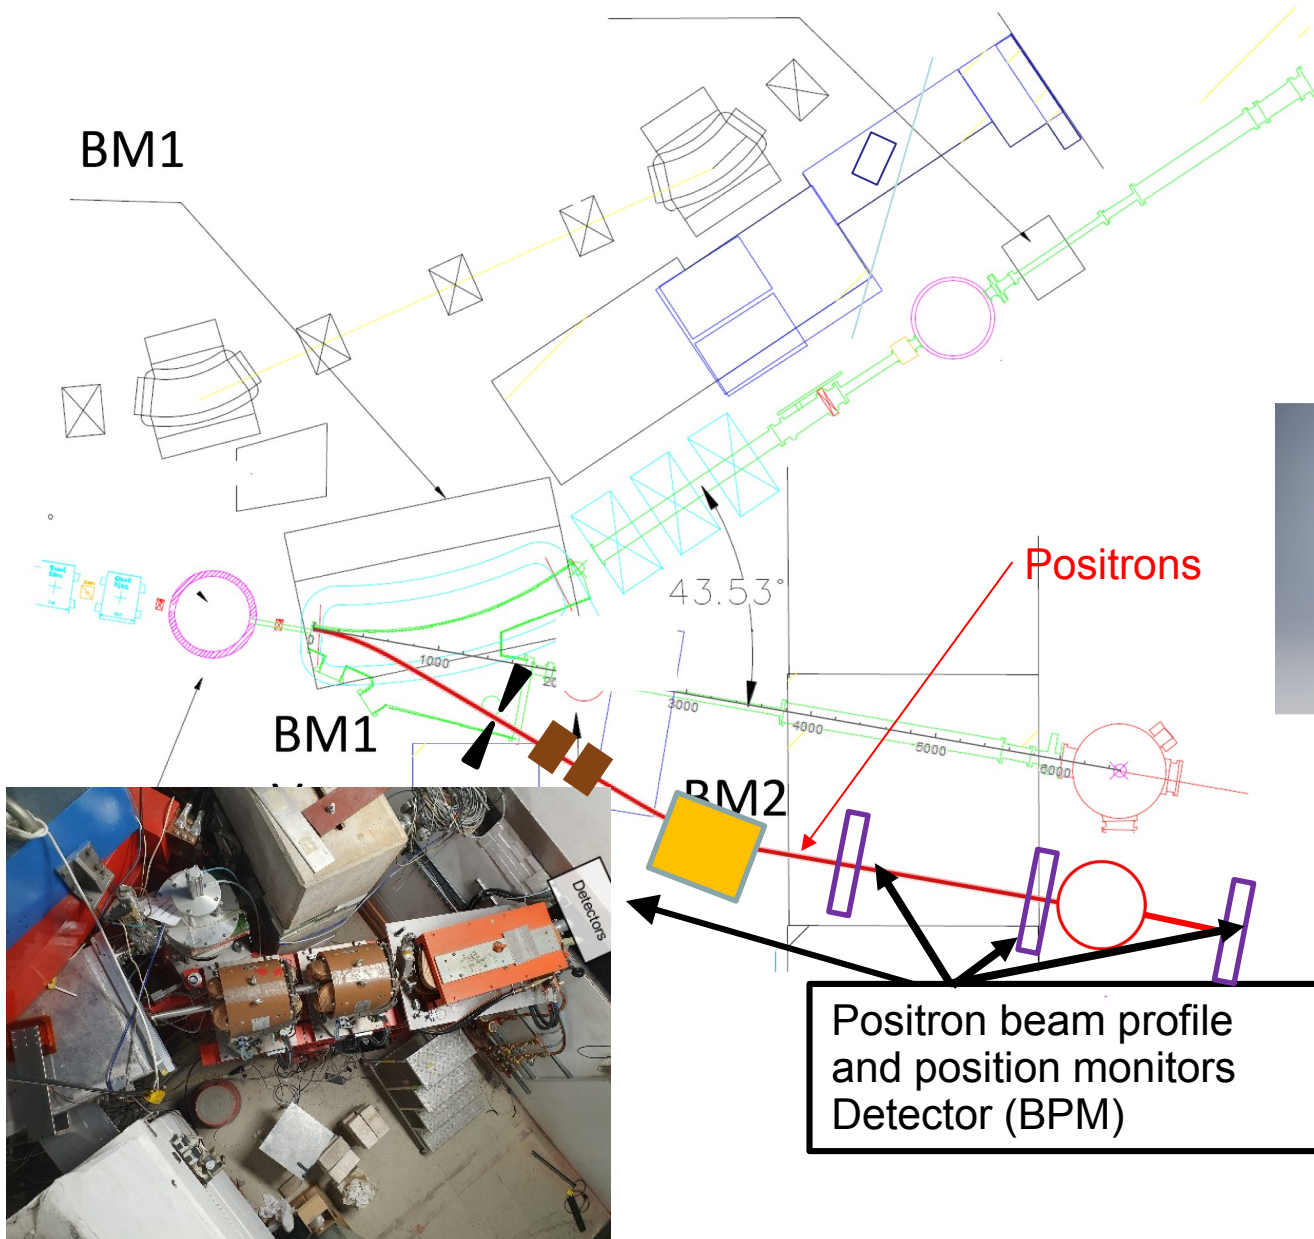 BM1
43.53°
Positrons
0
1000
3000
4000
5000
6000
BM1
BM2
Detectors
Positron beam profile
and position monitors
Detector (BPM)